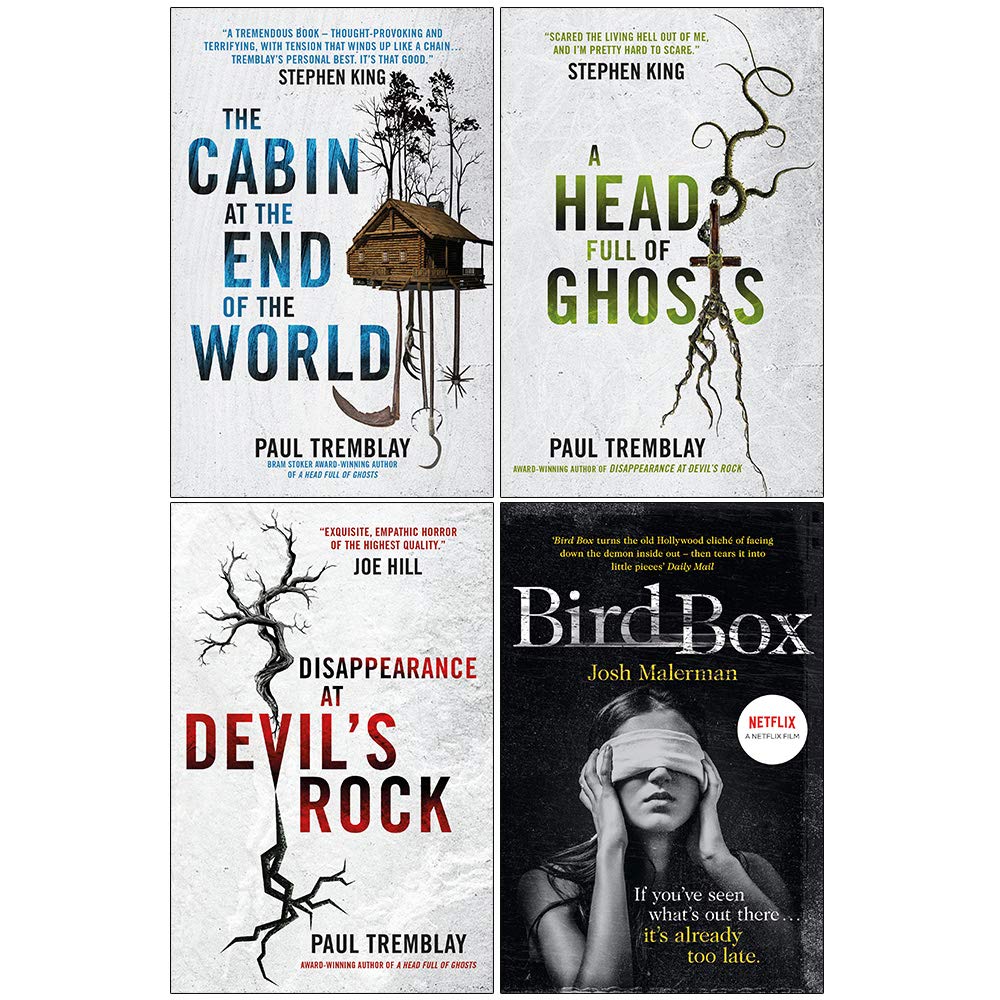 "A TREMENDOUS BOOK – THOUGHT-PROVOKING AND
TERRIFYING, WITH TENSION THAT WINDS UP LIKE A CHAIN...
TREMBLAY'S PERSONAL BEST. IT'S THAT GOOD."
STEPHEN KING
THE
CABIN
AT THE
END
OF THE
WORLD
PAUL TREMBLAY
BRAM STOKER AWARD-WINNING AUTHOR
OF A HEAD FULL OF GHOSTS
"SCARED THE LIVING HELL OUT OF ME,
AND I'M PRETTY HARD TO SCARE."
STEPHEN KING
A
HEAD
FULL OF
GHOSTS
PAUL TREMBLAY
AWARD-WINNING AUTHOR OF DISAPPEARANCE AT DEVIL'S ROCK
"EXQUISITE, EMPATHIC HORROR
OF THE HIGHEST QUALITY."
JOE HILL
DISAPPEARANCE
AT
DEVIL'S
ROCK
PAUL TREMBLAY
AWARD-WINNING AUTHOR OF A HEAD FULL OF GHOSTS
'Bird Box turns the old Hollywood cliché of facing
down the demon inside out – then tears it into
little pieces' Daily Mail
Bird Box
Josh Malerman
NETFLIX
A NETFLIX FILM
If you've seen
what's out there...
it's already
too late.